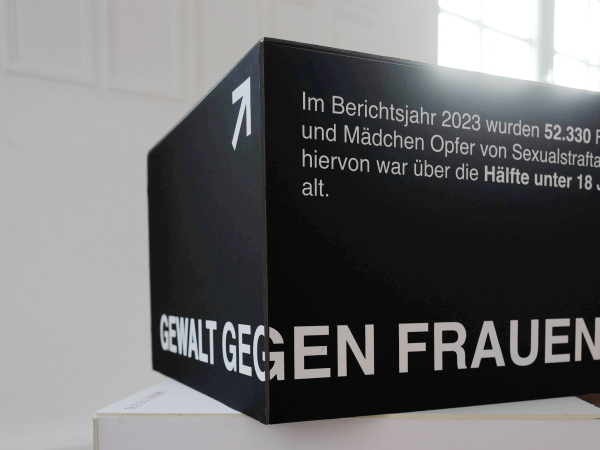 Im Berichtsjahr 2023 wurden 52.330
und Mädchen Opfer von Sexualstrafta
hiervon war über die Hälfte unter 18
alt.
GEWALT GEGEN FRAUEN